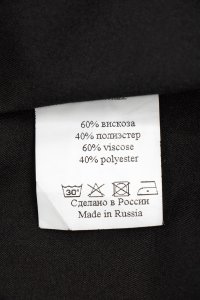 60% вискоза
40% полиэстер
60% viscose
40% polyester
30°
Сделано в России
Made in Russia